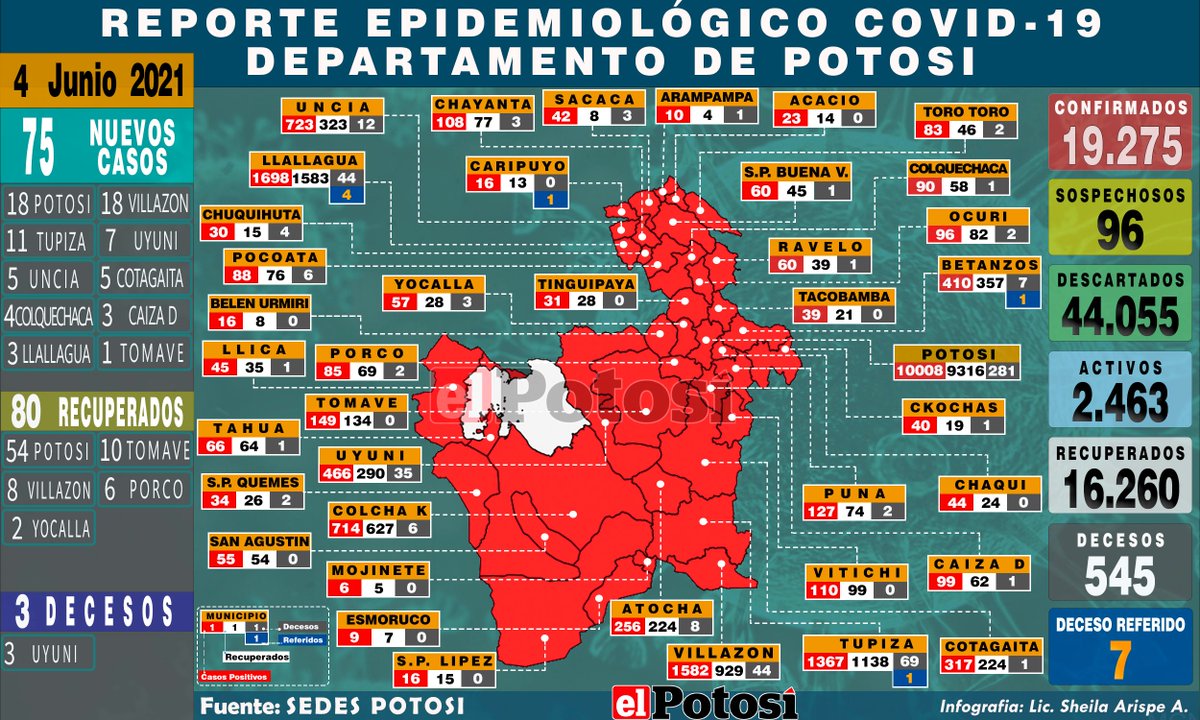 REPORTE EPIDEMIOLÓGICO COVID-19
DEPARTAMENTO DE POTOSI
4 Junio 2021
75 NUEVOS CASOS
18 POTOSI 18 VILLAZON
11 TUPIZA 7 UYUNI
5 UNCIA 5 COTAGAITA
4 COLQUECHACA 3 CAIZA D
3 LLALLAGUA 1 TOMAVE
80 RECUPERADOS
54 POTOSI 10 TOMAVE
8 VILLAZON 6 PORCO
2 YOCALLA
3 DECESOS
3 UYUNI
UNCIA
723 323 12
CHAYANTA
108 77 3
SACACA
42 8 3
ARAMPAMPA
10 4 1
ACACIO
23 14 0
TORO TORO
83 46 2
LLALLAGUA
1698 1583 44
4
CARIPUYO
16 13 0
1
S.P. BUENA V.
60 45 1
COLQUECHACA
90 58 1
CHUQUIHUTA
30 15 4
OCURI
96 82 2
POCOATA
88 76 6
RAVELO
60 39 1
BETANZOS
410 357 7
1
YOCALLA
57 28 3
TINGUIPAYA
31 28 0
TACOBAMBA
39 21 0
BELEN URMIRI
16 8 0
LLICA
45 35 1
PORCO
85 69 2
POTOSI
10008 9316 281
TOMAVE
149 134 0
CKOCHAS
40 19 1
TAHUA
66 64 1
UYUNI
466 290 35
S.P. QUEMES
34 26 2
PUNA
127 74 2
CHAQUI
44 24 0
COLCHA K
714 627 6
SAN AGUSTIN
55 54 0
MOJINETE
6 5 0
VITICHI
110 99 0
CAIZA D
99 62 1
ESMORUCO
9 7 0
ATOCHA
256 224 8
S.P. LIPEZ
16 15 0
VILLAZON
1582 929 44
TUPIZA
1367 1138 69
1
COTAGAITA
317 224 1
el Potosí
MUNICIPIO
1 1 1 Decesos
1 Referidos
Recuperados
Casos Positivos
CONFIRMADOS
19.275
SOSPECHOSOS
96
DESCARTADOS
44.055
ACTIVOS
2.463
RECUPERADOS
16.260
DECESOS
545
DECESO REFERIDO
7
Fuente: SEDES POTOSI
el Potosí
Infografia: Lic. Sheila Arispe A.